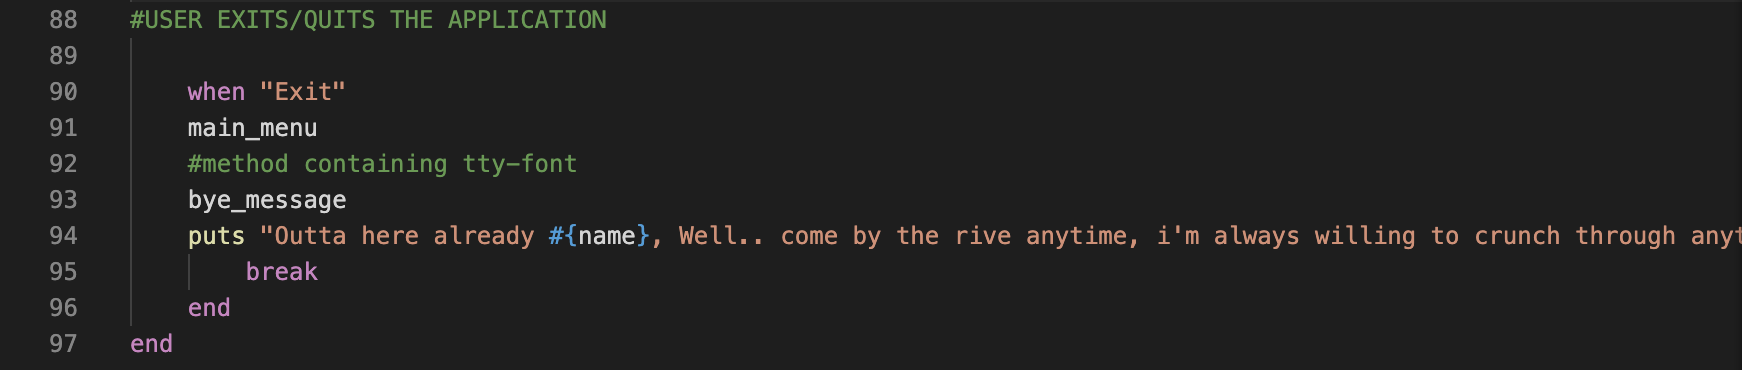 88 #USER EXITS/QUITS THE APPLICATION
89
90 when "Exit"
91 main_menu
92 #method containing tty-font
93 bye_message
94 puts "Outta here already #{name}, Well.. come by the rive anytime, i'm always willing to crunch through anyt
95 break
96 end
97 end